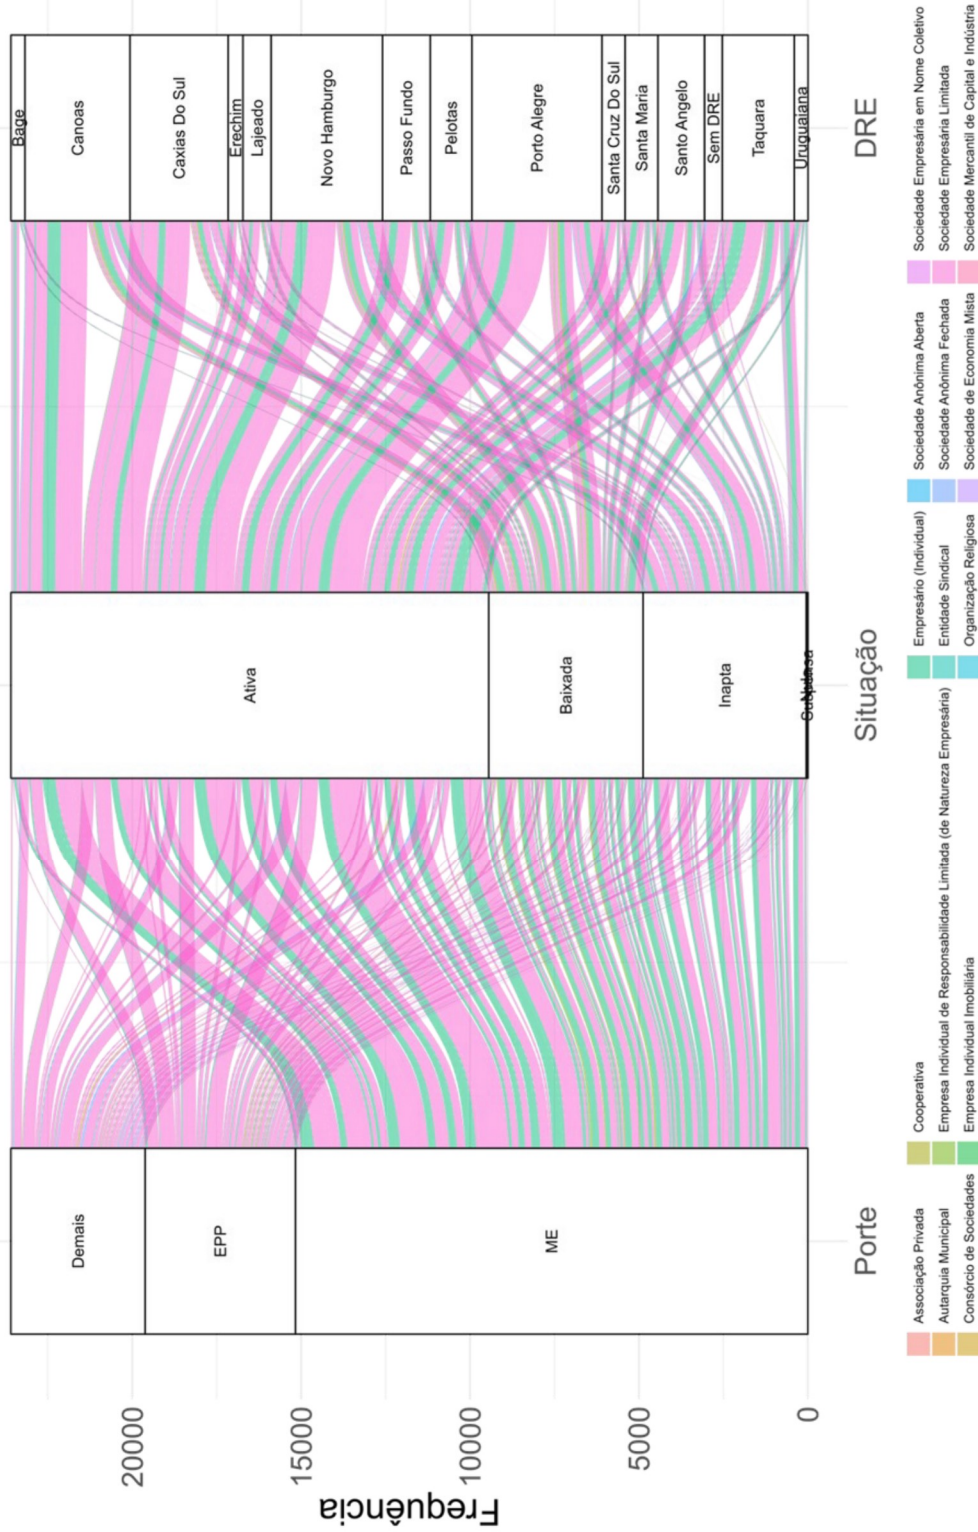 Frequência
20000
15000
10000
5000
0
Demais
EPP
ME
Ativa
Baixada
Inapta
Bage
Canoas
Caxias Do Sul
Erechim
Lajeado
Novo Hamburgo
Passo Fundo
Pelotas
Porto Alegre
Santa Cruz Do Sul
Santa Maria
Santo Angelo
Sem DRE
Taquara
Uruguaiana
Porte
Situação
DRE
Associação Privada
Autarquia Municipal
Consórcio de Sociedades
Cooperativa
Empresa Individual de Responsabilidade Limitada (de Natureza Empresária)
Empresa Individual Imobiliária
Empresário (Individual)
Entidade Sindical
Organização Religiosa
Sociedade Anônima Aberta
Sociedade Anônima Fechada
Sociedade de Economia Mista
Sociedade Empresária em Nome Coletivo
Sociedade Empresária Limitada
Sociedade Mercantil de Capital e Indústria